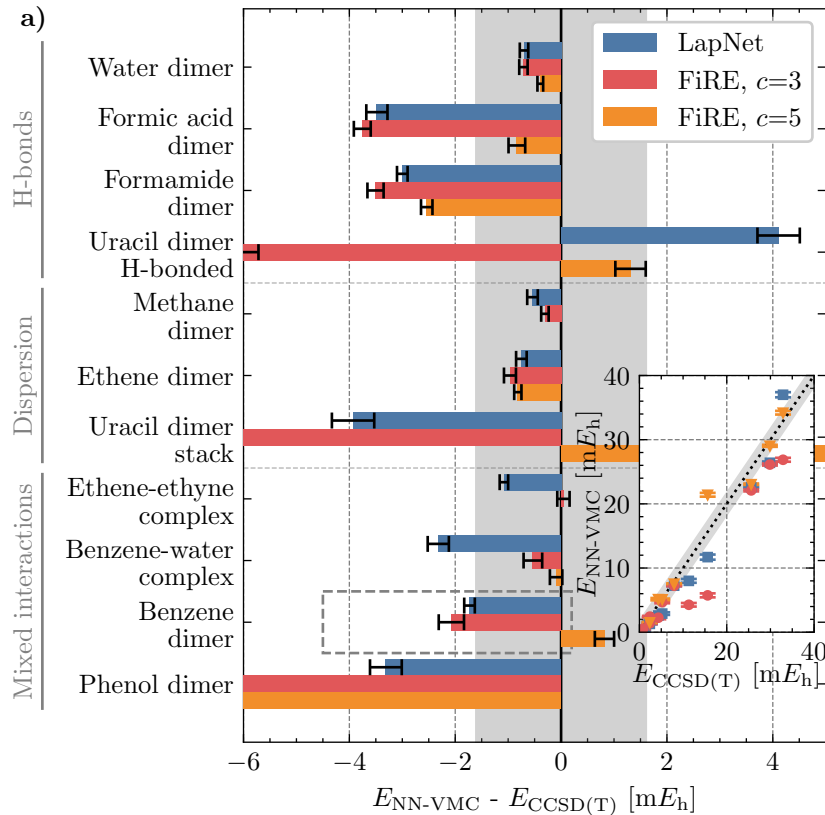 a)
LapNet
FiRE, c=3
FiRE, c=5
H-bonds
Water dimer
Formic acid
dimer
Formamide
dimer
Uracil dimer
H-bonded
Dispersion
Methane
dimer
Ethene dimer
Uracil dimer
stack
Mixed interactions
Ethene-ethyne
complex
Benzene-water
complex
Benzene
dimer
Phenol dimer
−6 −4 −2 0 2 4
E_NN-VMC - E_CCSD(T) [mE_h]
E_NN-VMC [mE_h]
40
30
20
10
0
0 20 40
E_CCSD(T) [mE_h]